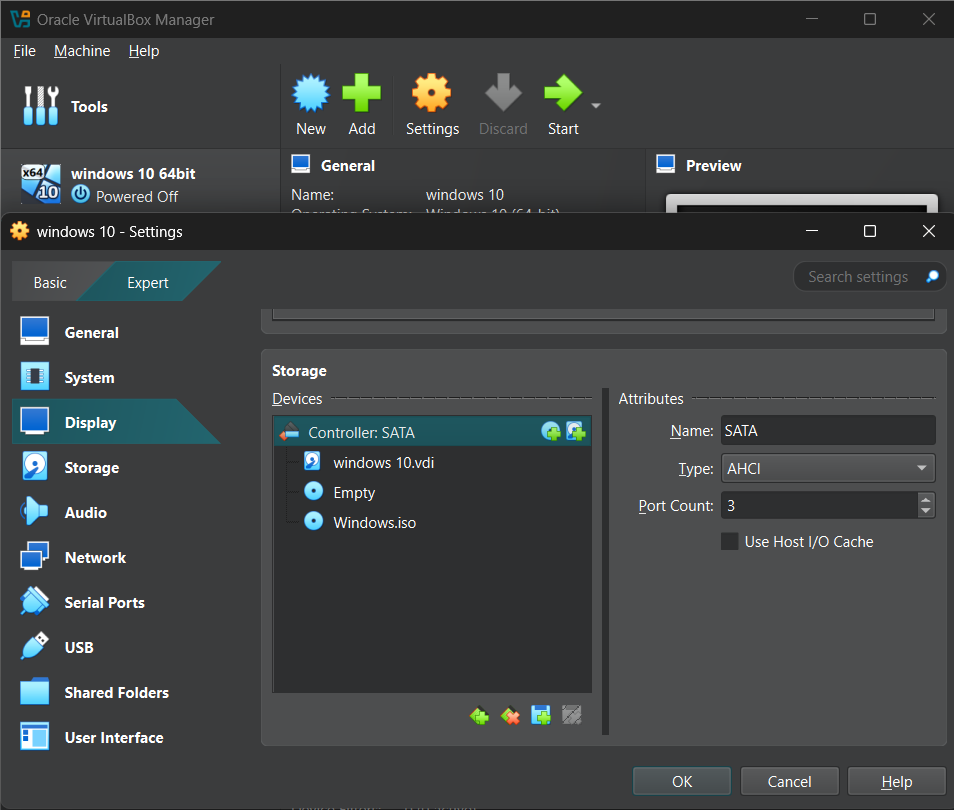 Oracle VirtualBox Manager
File Machine Help
Tools
New Add Settings Discard Start
x64
10
windows 10 64bit
Powered Off
General
Name: windows 10
Operating System: Windows 10 (64-bit)
Preview
windows 10 - Settings
Basic Expert
Search settings
General
System
Display
Storage
Audio
Network
Serial Ports
USB
Shared Folders
User Interface
Storage
Devices
Controller: SATA
windows 10.vdi
Empty
Windows.iso
Attributes
Name: SATA
Type: AHCI
Port Count: 3
Use Host I/O Cache
OK Cancel Help